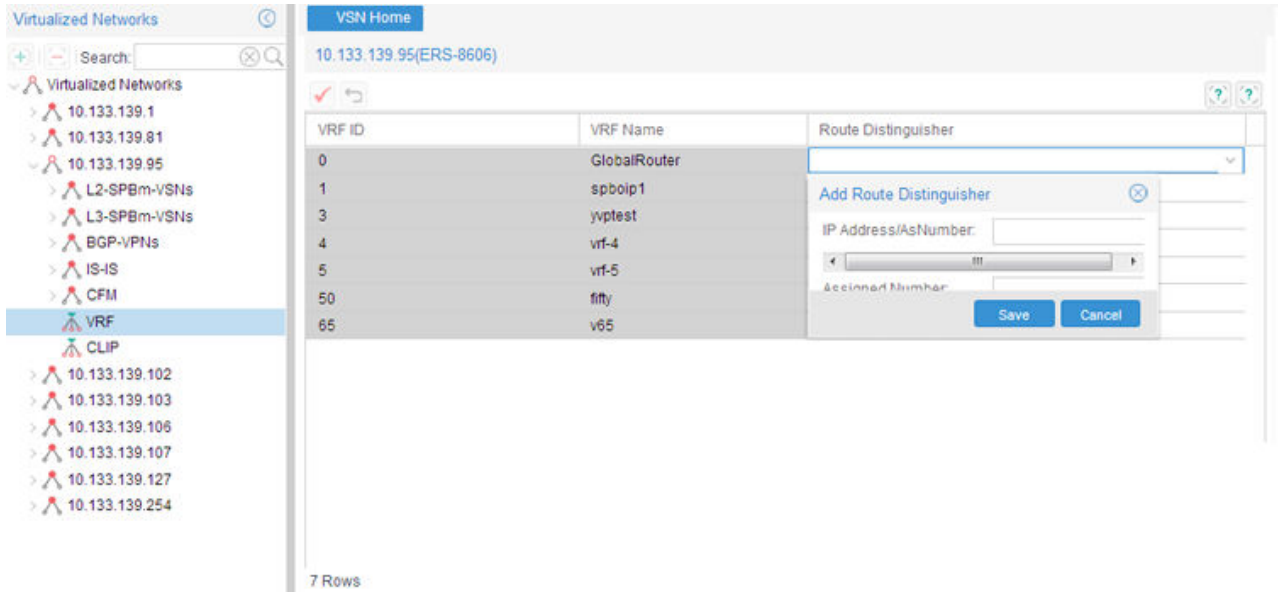 Virtualized Networks
Search:
Virtualized Networks
10.133.139.1
10.133.139.81
10.133.139.95
L2-SPBm-VSNs
L3-SPBm-VSNs
BGP-VPNs
IS-IS
CFM
VRF
CLIP
10.133.139.102
10.133.139.103
10.133.139.106
10.133.139.107
10.133.139.127
10.133.139.254
VSN Home
10.133.139.95(ERS-8606)
VRF ID VRF Name Route Distinguisher
0 GlobalRouter
1 spboip1
3 yvptest
4 vrf-4
5 vrf-5
50 fifty
65 v65
Add Route Distinguisher
IP Address/AsNumber:
Assigned Number:
Save Cancel
7 Rows